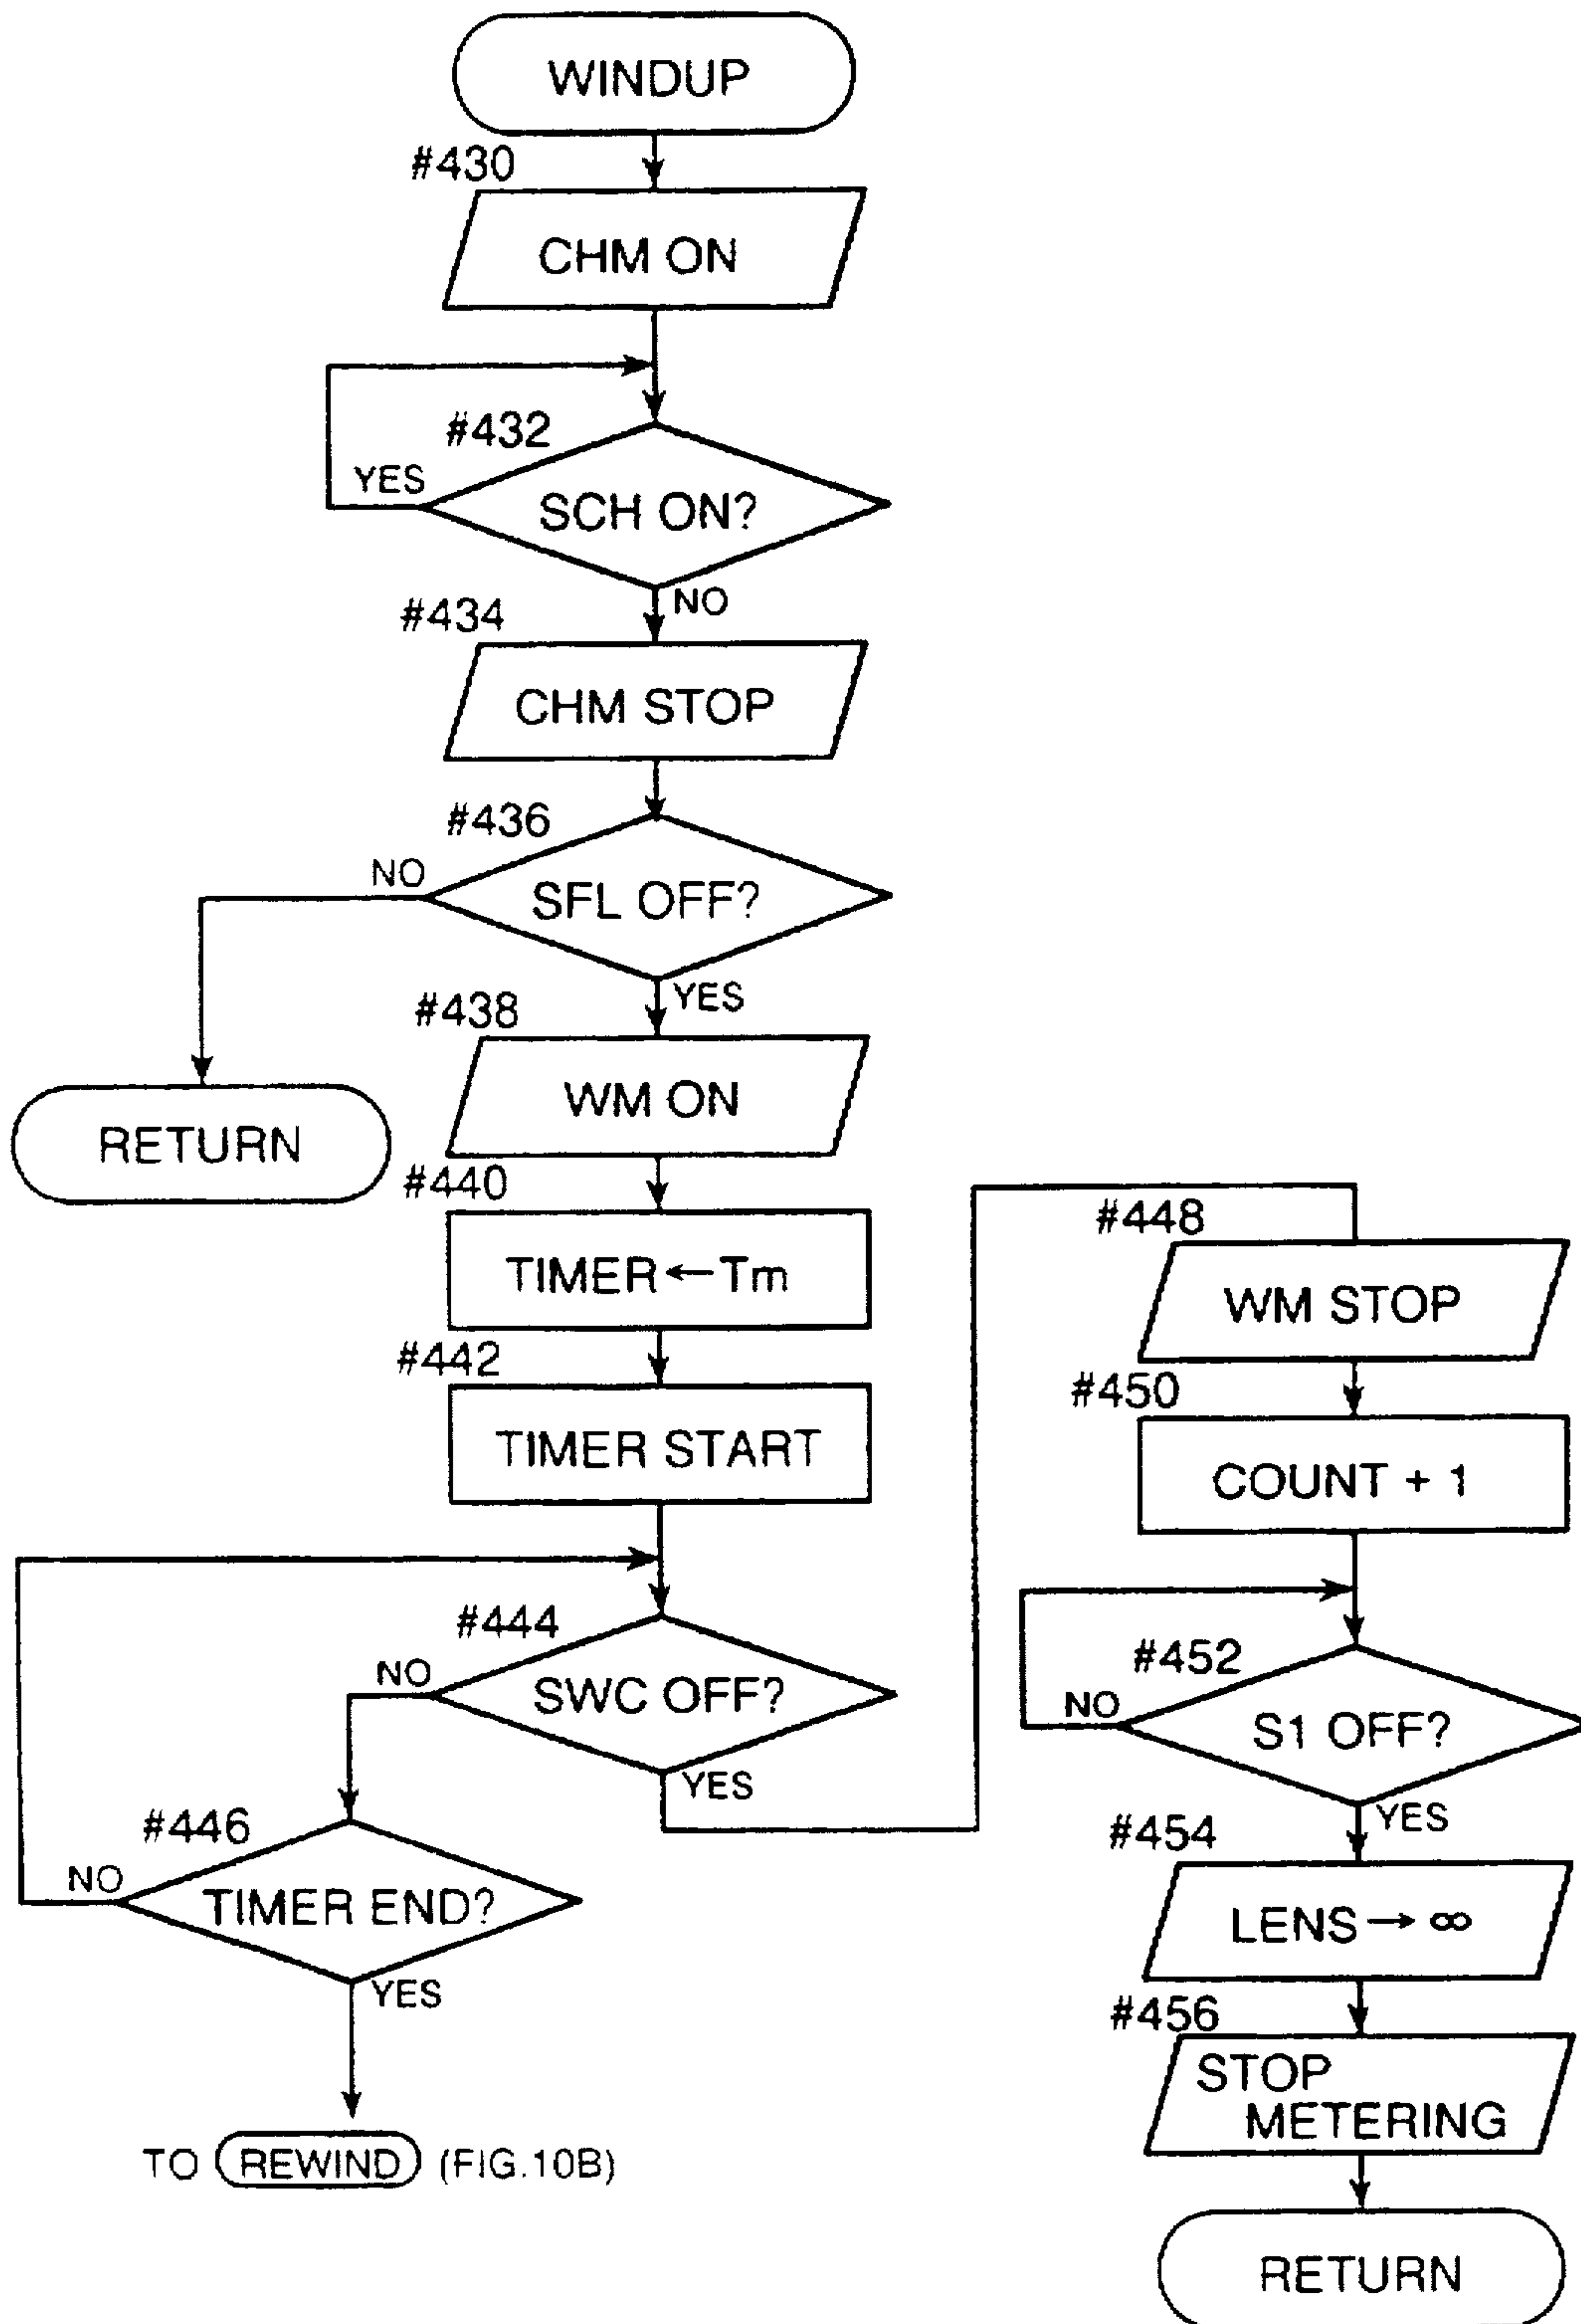 WINDUP
#430
CHM ON
#432
YES
SCH ON?
NO
#434
CHM STOP
#436
NO
SFL OFF?
YES
#438
WM ON
RETURN
#440
TIMER←Tm
#442
TIMER START
#444
NO
SWC OFF?
YES
#446
NO
TIMER END?
YES
TO REWIND (FIG.10B)
#448
WM STOP
#450
COUNT + 1
#452
NO
S1 OFF?
YES
#454
LENS→∞
#456
STOP
METERING
RETURN